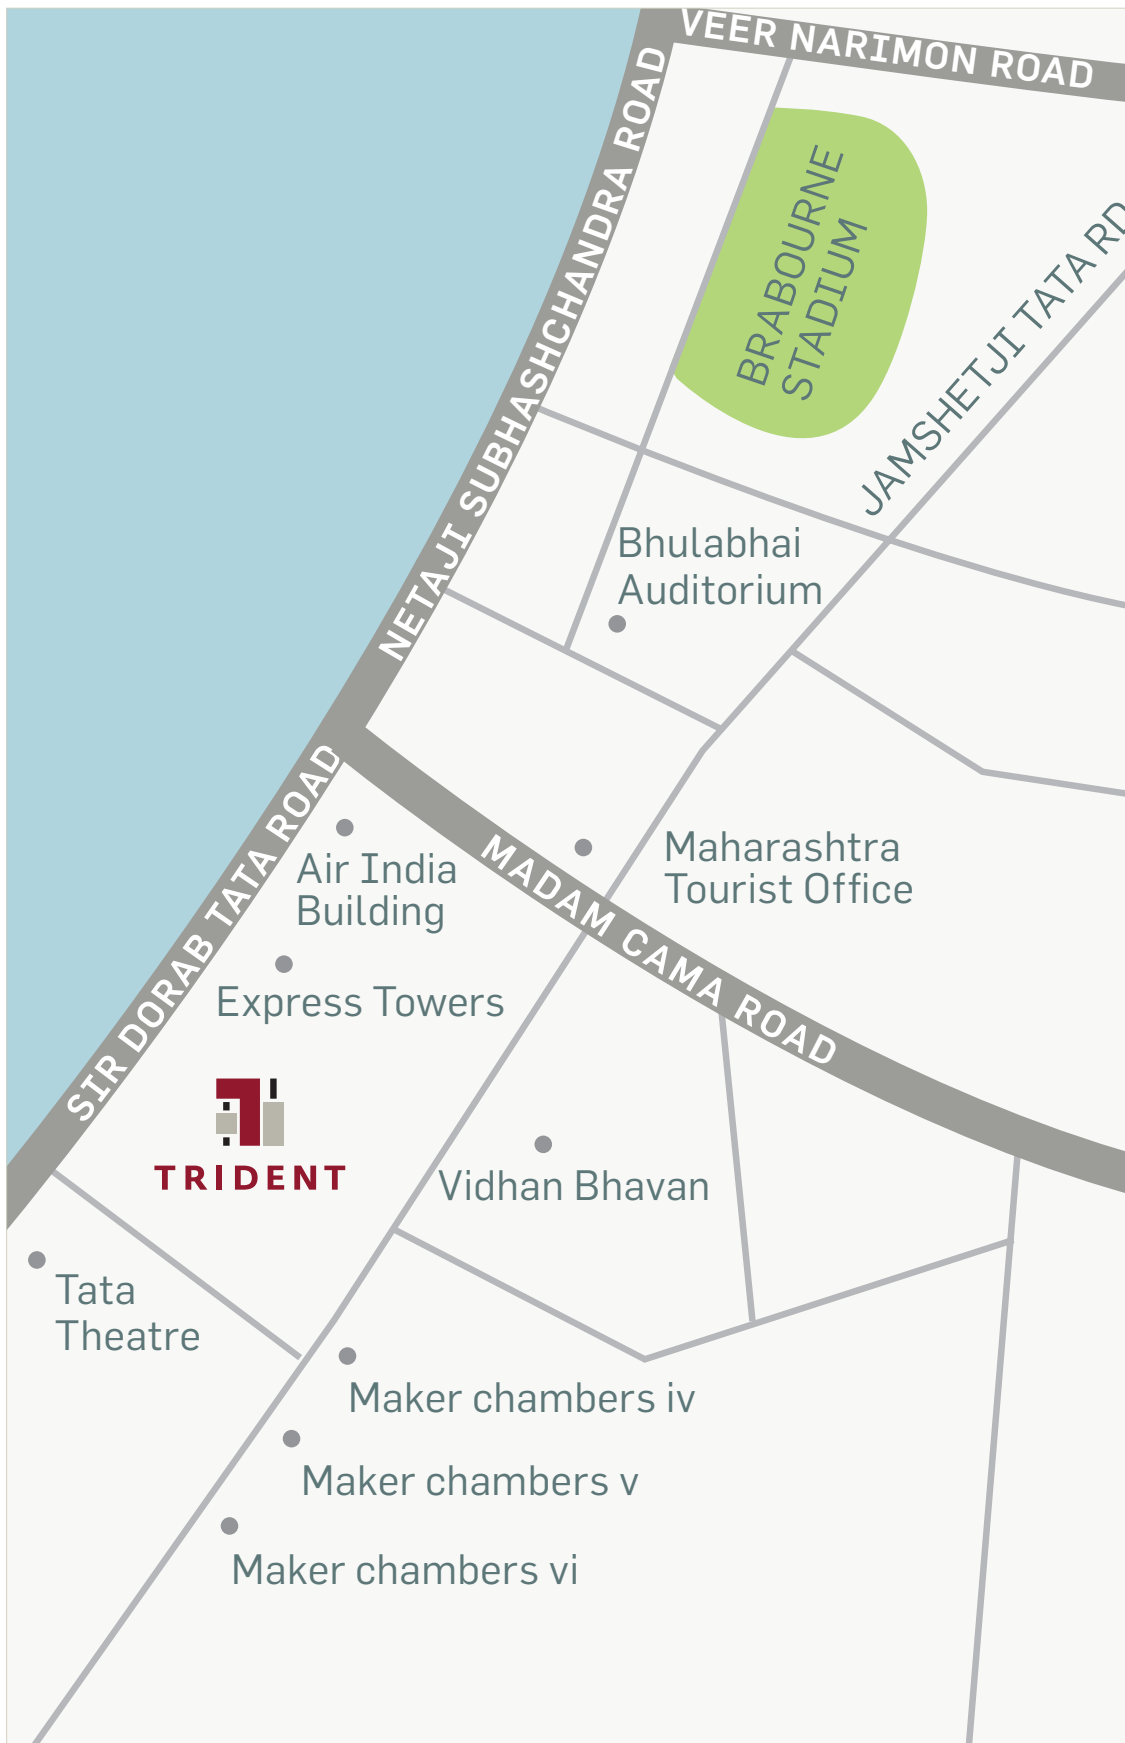 VEER NARIMON ROAD
NETAJI SUBHASHCHANDRA ROAD
BRABOURNE
STADIUM
JAMSHETJI TATA RD
Bhulabhai
Auditorium
SIR DORAB TATA ROAD
Air India
Building
MADAM CAMA ROAD
Maharashtra
Tourist Office
Express Towers
TRIDENT
Vidhan Bhavan
Tata
Theatre
Maker chambers iv
Maker chambers v
Maker chambers vi